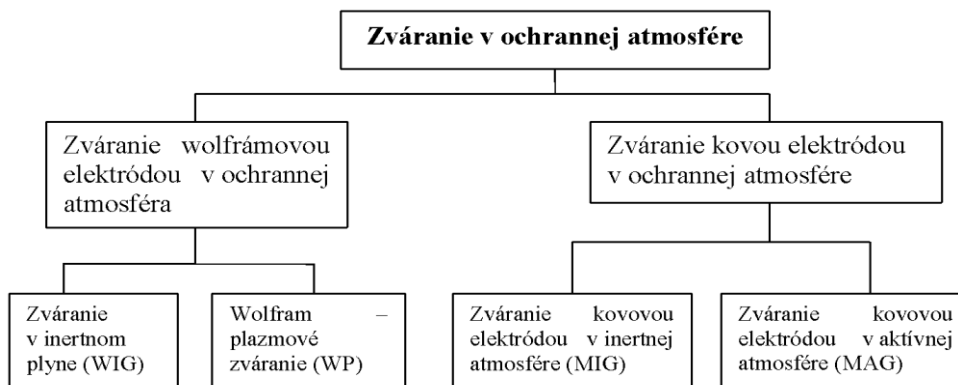 Zváranie v ochrannej atmosfére
Zváranie wolfrámovou
elektródou v ochrannej
atmosféra
Zváranie kovou elektródou
v ochrannej atmosfére
Zváranie
v inertnom
plyne (WIG)
Wolfram –
plazmové
zváranie (WP)
Zváranie kovovou
elektródou v inertnej
atmosfére (MIG)
Zváranie kovovou
elektródou v aktívnej
atmosfére (MAG)